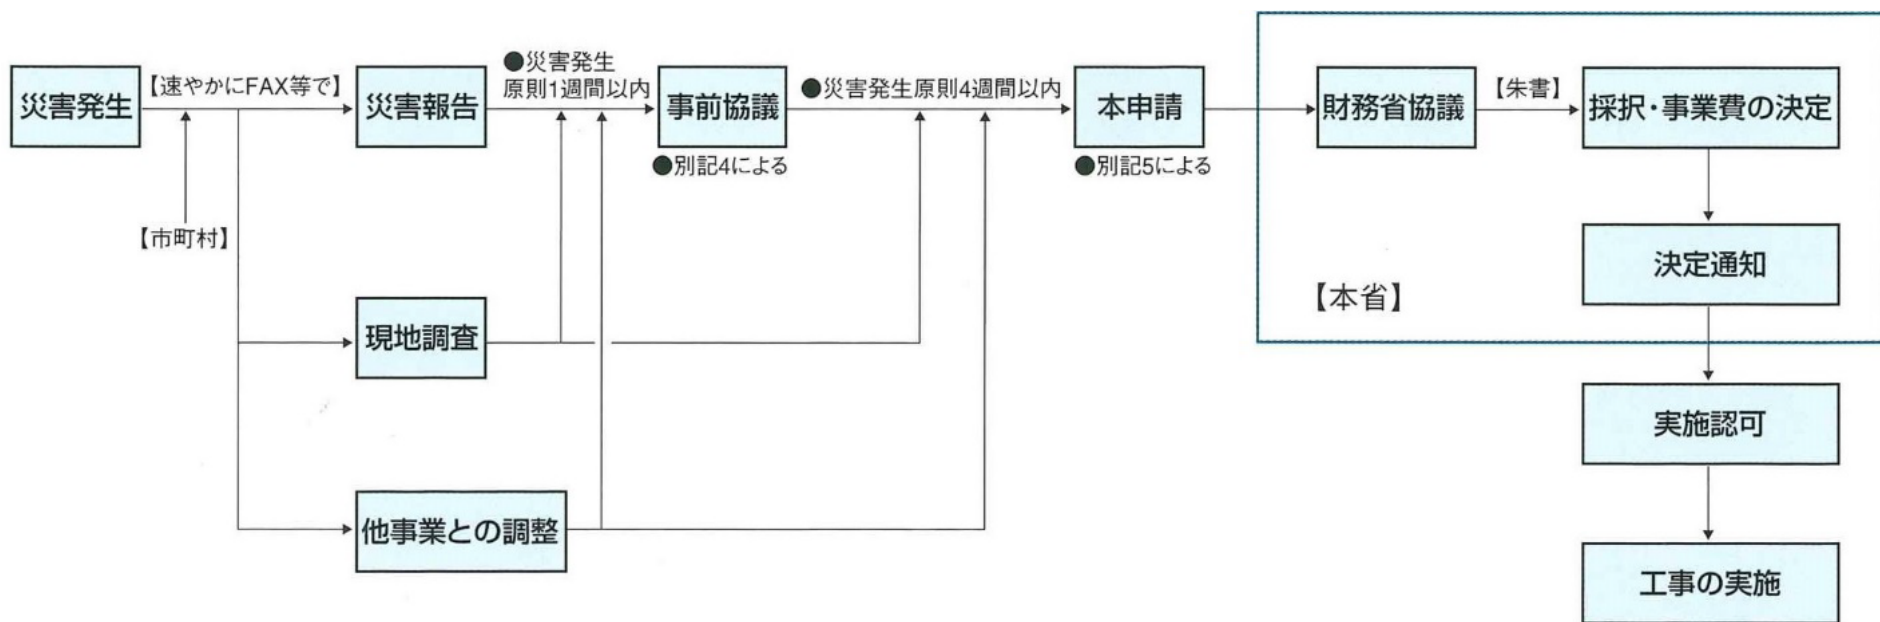 災害発生
【速やかにFAX等で】
【市町村】
災害報告
●災害発生
原則1週間以内
事前協議
●別記4による
●災害発生原則4週間以内
本申請
●別記5による
財務省協議
【朱書】
採択・事業費の決定
決定通知
【本省】
現地調査
実施認可
他事業との調整
工事の実施